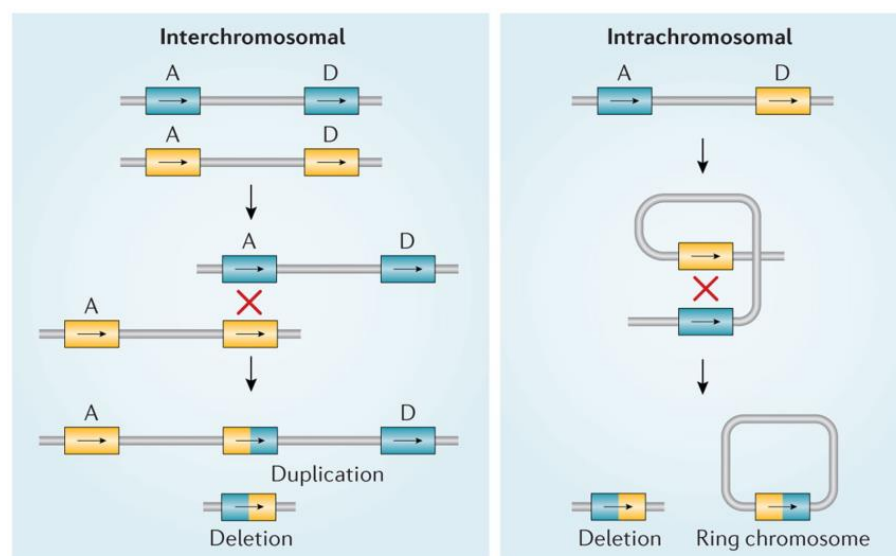 Interchromosomal
A D
A D
A D
A
A D
Duplication
Deletion
Intrachromosomal
A D
Deletion Ring chromosome